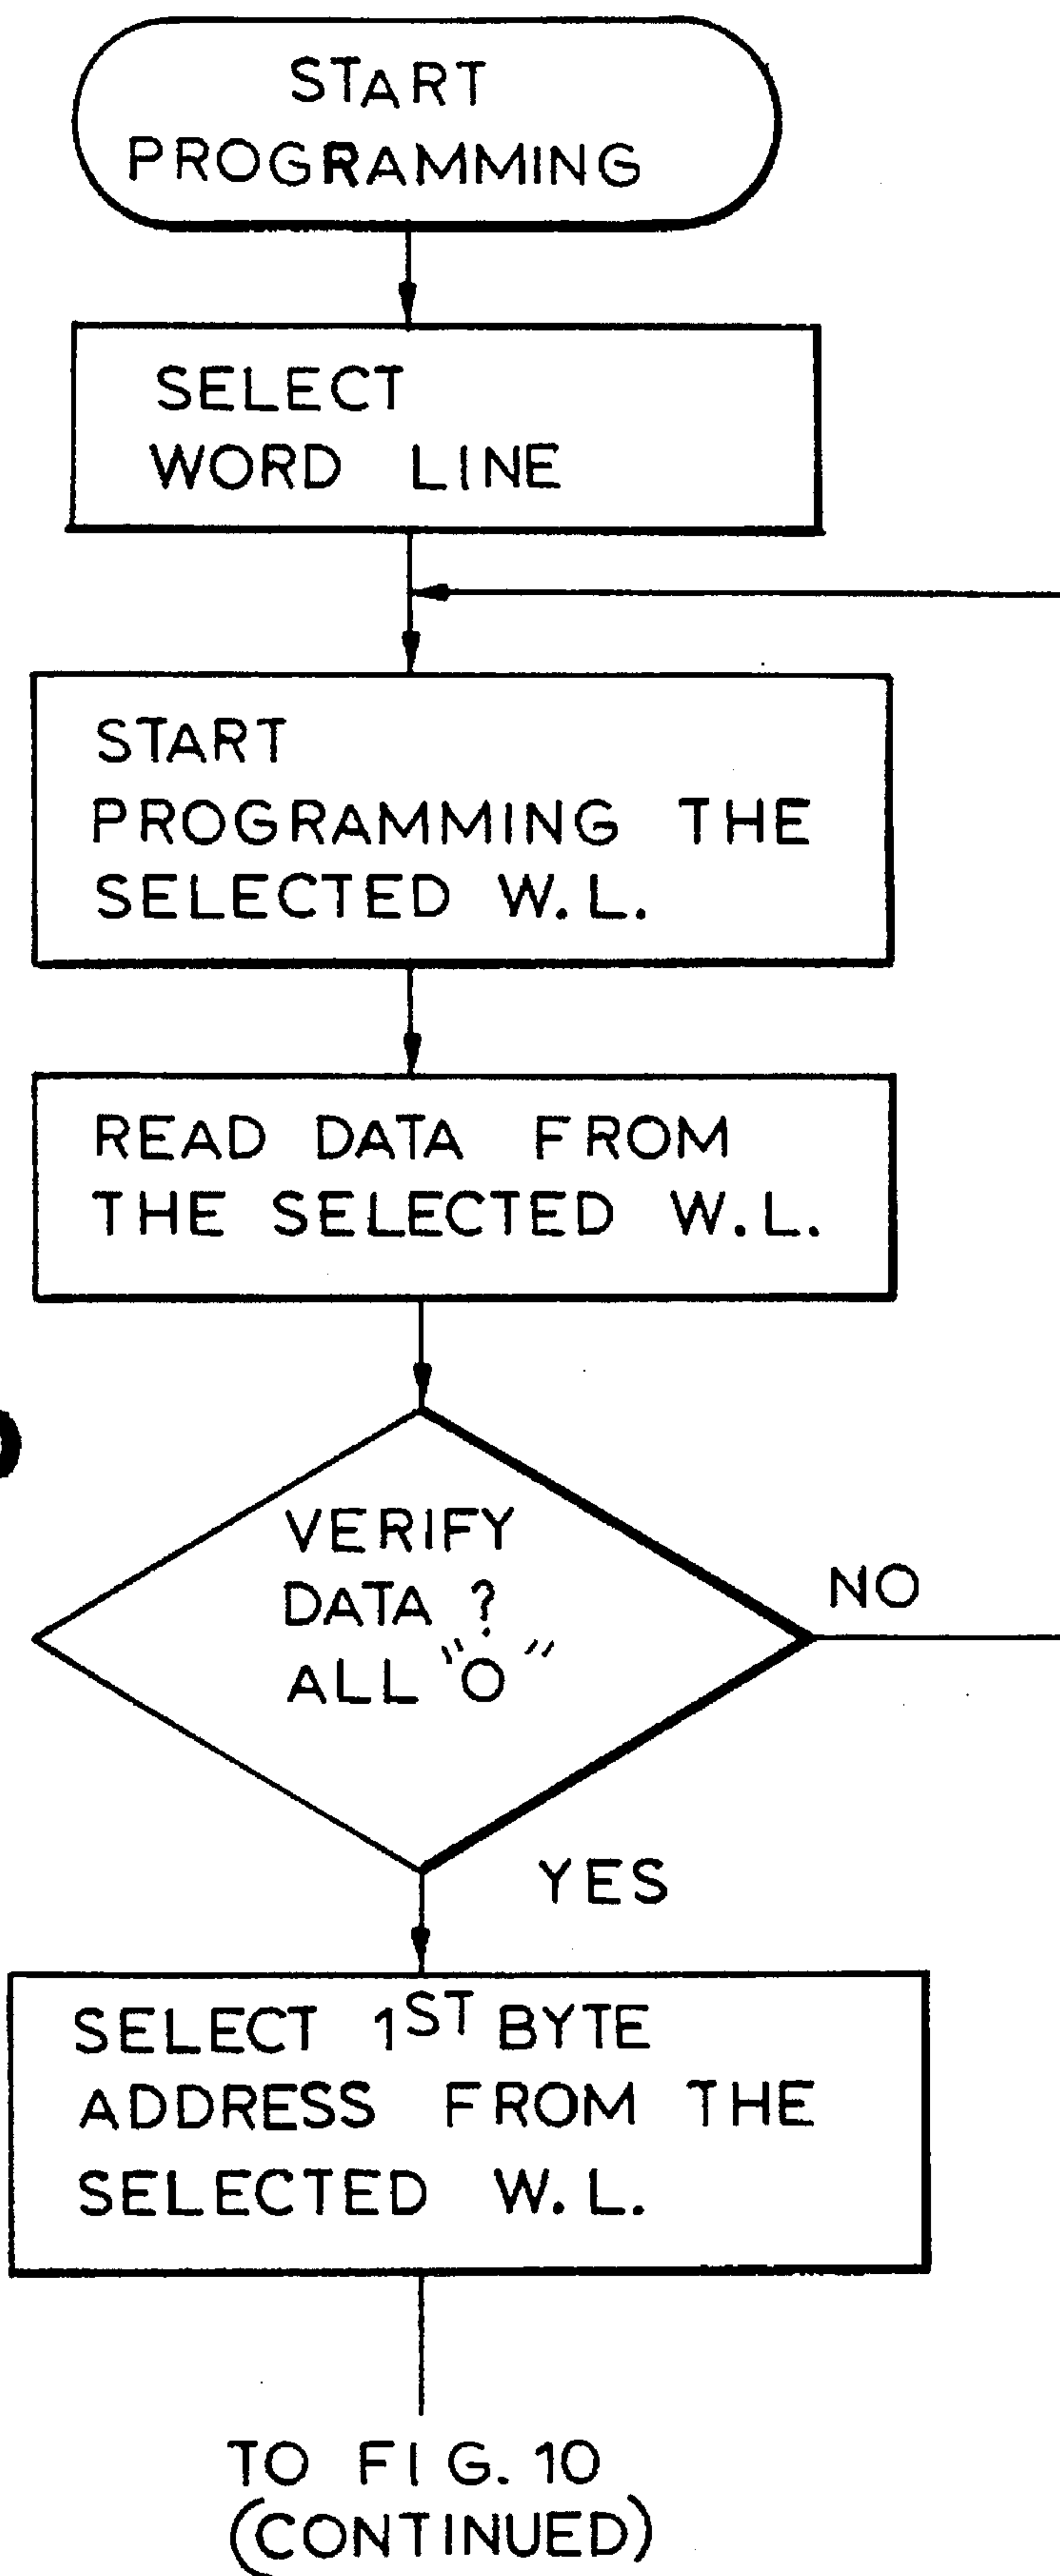 START
PROGRAMMING
SELECT
WORD LINE
START
PROGRAMMING THE
SELECTED W.L.
READ DATA FROM
THE SELECTED W.L.
VERIFY
DATA ?
ALL "0"
NO
YES
SELECT 1ST BYTE
ADDRESS FROM THE
SELECTED W.L.
TO FIG. 10
(CONTINUED)